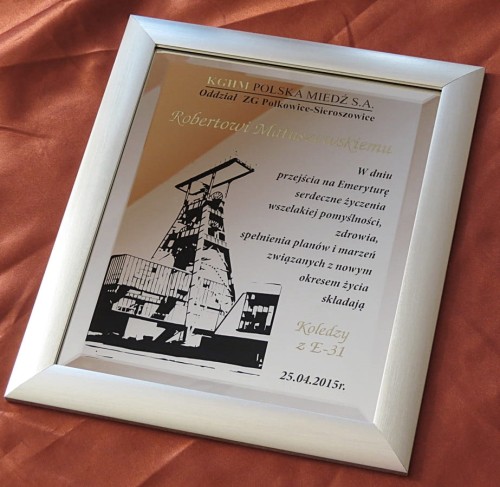 KGHM POLSKA MIEDŹ S.A.
Oddział ZG Polkowice-Sieroszowice
Robertowi
W dniu
przejścia na Emeryturę
serdeczne życzenia
wszelakiej pomyślności,
zdrowia,
spełnienia planów i marzeń
związanych z nowym
okresem życia
składają
Koledzy
z E-31
25.04.2015r.